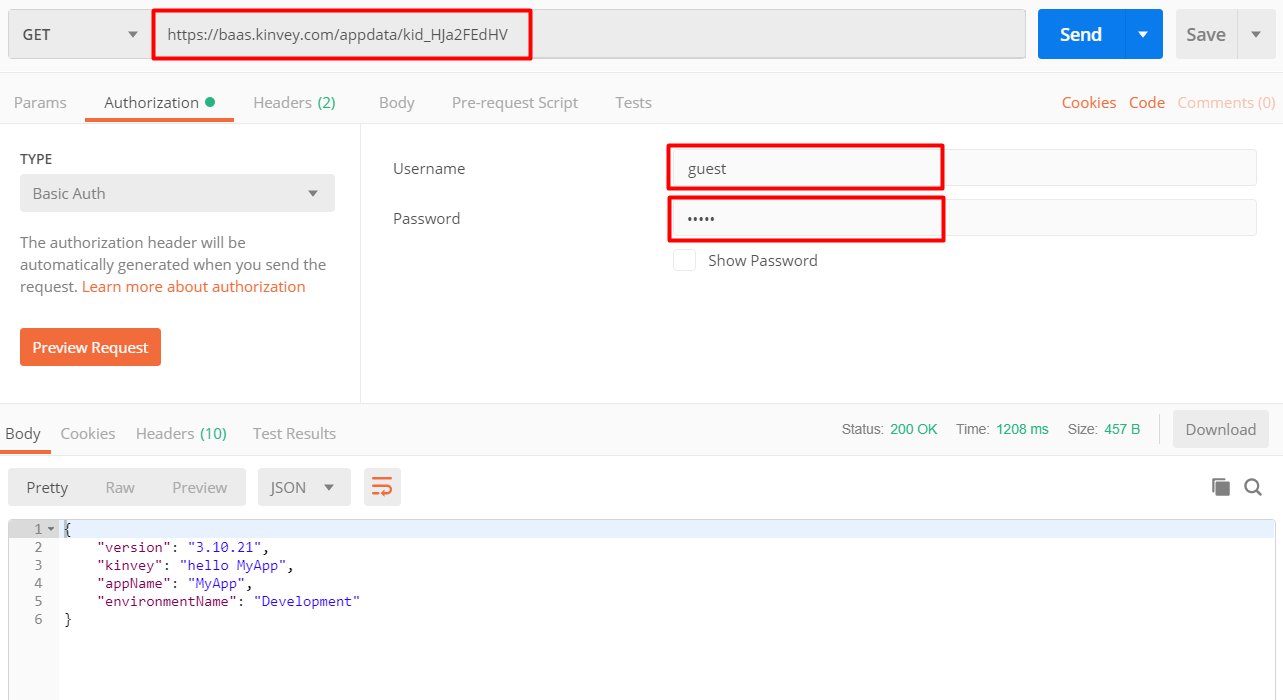 GET https://baas.kinvey.com/appdata/kid_HJa2FEdHV Send Save
Params Authorization Headers (2) Body Pre-request Script Tests Cookies Code Comments (0)
TYPE
Basic Auth
The authorization header will be
automatically generated when you send the
request. Learn more about authorization
Preview Request
Username guest
Password •••••
Show Password
Body Cookies Headers (10) Test Results Status: 200 OK Time: 1208 ms Size: 457 B Download
Pretty Raw Preview JSON
1 {
2 "version": "3.10.21",
3 "kinvey": "hello MyApp",
4 "appName": "MyApp",
5 "environmentName": "Development"
6 }